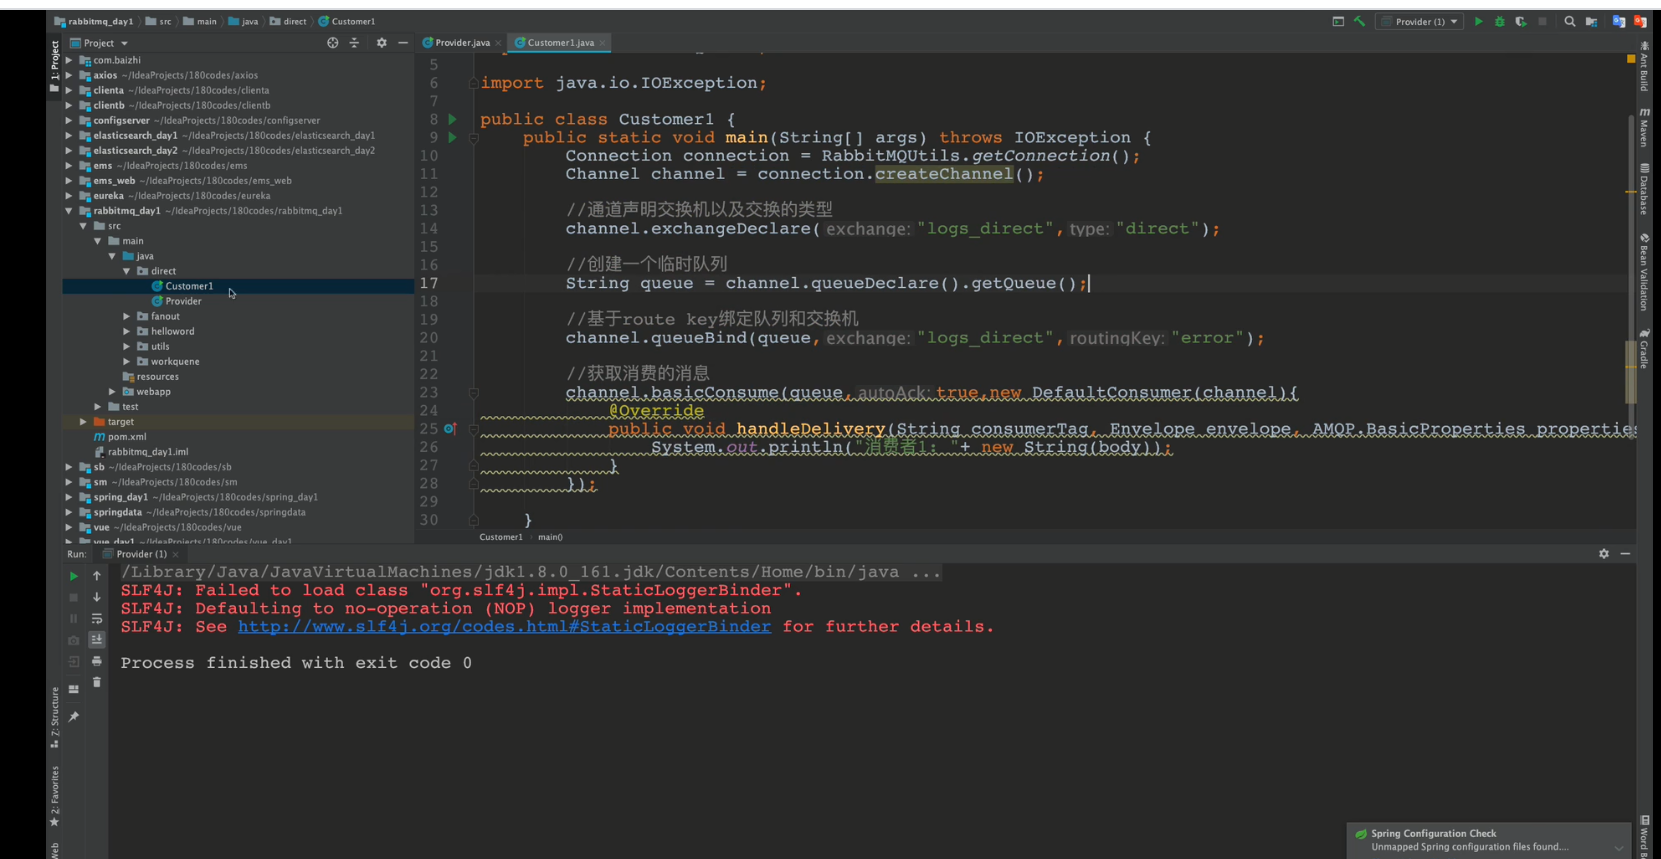 rabbitmq_day1 src main java direct Customer1
Provider (1)
Project
Provider.java
Customer1.java
com.baizhi
axios ~/IdeaProjects/180codes/axios
clienta ~/IdeaProjects/180codes/clienta
clientb ~/IdeaProjects/180codes/clientb
configserver ~/IdeaProjects/180codes/configserver
elasticsearch_day1 ~/IdeaProjects/180codes/elasticsearch_day1
elasticsearch_day2 ~/IdeaProjects/180codes/elasticsearch_day2
ems ~/IdeaProjects/180codes/ems
ems_web ~/IdeaProjects/180codes/ems_web
eureka ~/IdeaProjects/180codes/eureka
rabbitmq_day1 ~/IdeaProjects/180codes/rabbitmq_day1
src
main
java
direct
Customer1
Provider
fanout
helloword
utils
workquene
resources
webapp
test
target
pom.xml
rabbitmq_day1.iml
sb ~/IdeaProjects/180codes/sb
sm ~/IdeaProjects/180codes/sm
spring_day1 ~/IdeaProjects/180codes/spring_day1
springdata ~/IdeaProjects/180codes/springdata
vue ~/IdeaProjects/180codes/vue
vue_day1 ~/IdeaProjects/180codes/vue_day1
5
6 import java.io.IOException;
7
8 public class Customer1 {
9 public static void main(String[] args) throws IOException {
10 Connection connection = RabbitMQUtils.getConnection();
11 Channel channel = connection.createChannel();
12
13 //通道声明交换机以及交换的类型
14 channel.exchangeDeclare( exchange: "logs_direct", type: "direct");
15
16 //创建一个临时队列
17 String queue = channel.queueDeclare().getQueue();
18
19 //基于route key绑定队列和交换机
20 channel.queueBind(queue, exchange: "logs_direct", routingKey: "error");
21
22 //获取消费的消息
23 channel.basicConsume(queue, autoAck: true,new DefaultConsumer(channel){
24 @Override
25 public void handleDelivery(String consumerTag, Envelope envelope, AMQP.BasicProperties properties
26 System.out.println("消费者1: "+ new String(body));
27 }
28 });
29
30 }
Customer1 main()
Run: Provider (1)
/Library/Java/JavaVirtualMachines/jdk1.8.0_161.jdk/Contents/Home/bin/java ...
SLF4J: Failed to load class "org.slf4j.impl.StaticLoggerBinder".
SLF4J: Defaulting to no-operation (NOP) logger implementation
SLF4J: See http://www.slf4j.org/codes.html#StaticLoggerBinder for further details.
Process finished with exit code 0
1: Project
Z: Structure
2: Favorites
Web
Ant Build
Maven
Database
Bean Validation
Gradle
Spring Configuration Check
Unmapped Spring configuration files found....